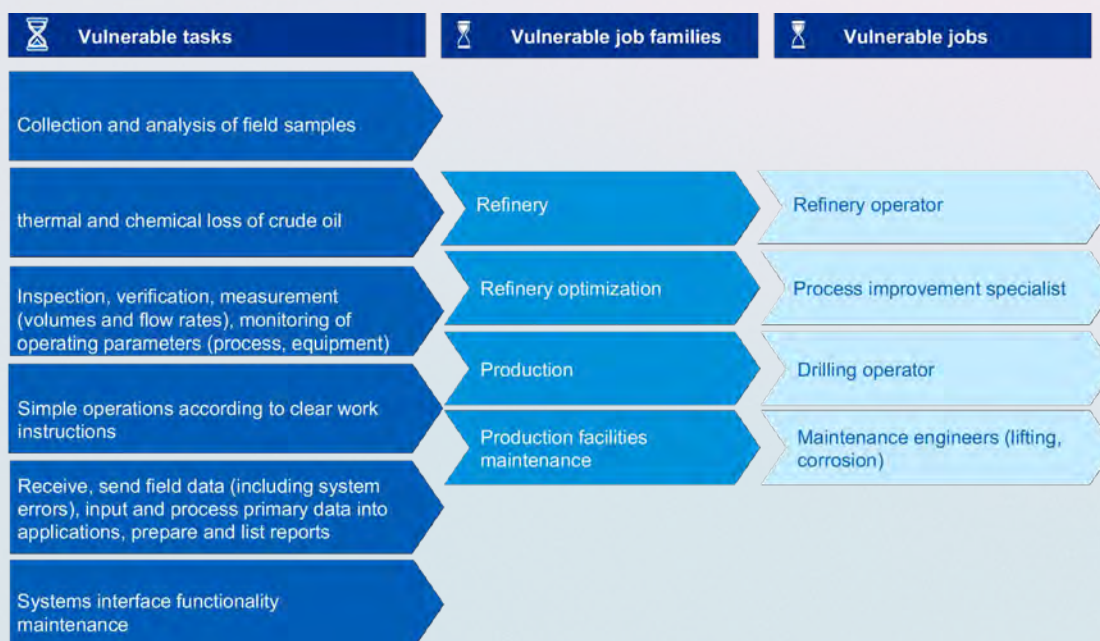 Vulnerable tasks
Vulnerable job families
Vulnerable jobs
Collection and analysis of field samples
thermal and chemical loss of crude oil
Inspection, verification, measurement
(volumes and flow rates), monitoring of
operating parameters (process, equipment)
Simple operations according to clear work
instructions
Receive, send field data (including system
errors), input and process primary data into
applications, prepare and list reports
Systems interface functionality
maintenance
Refinery
Refinery optimization
Production
Production facilities
maintenance
Refinery operator
Process improvement specialist
Drilling operator
Maintenance engineers (lifting,
corrosion)